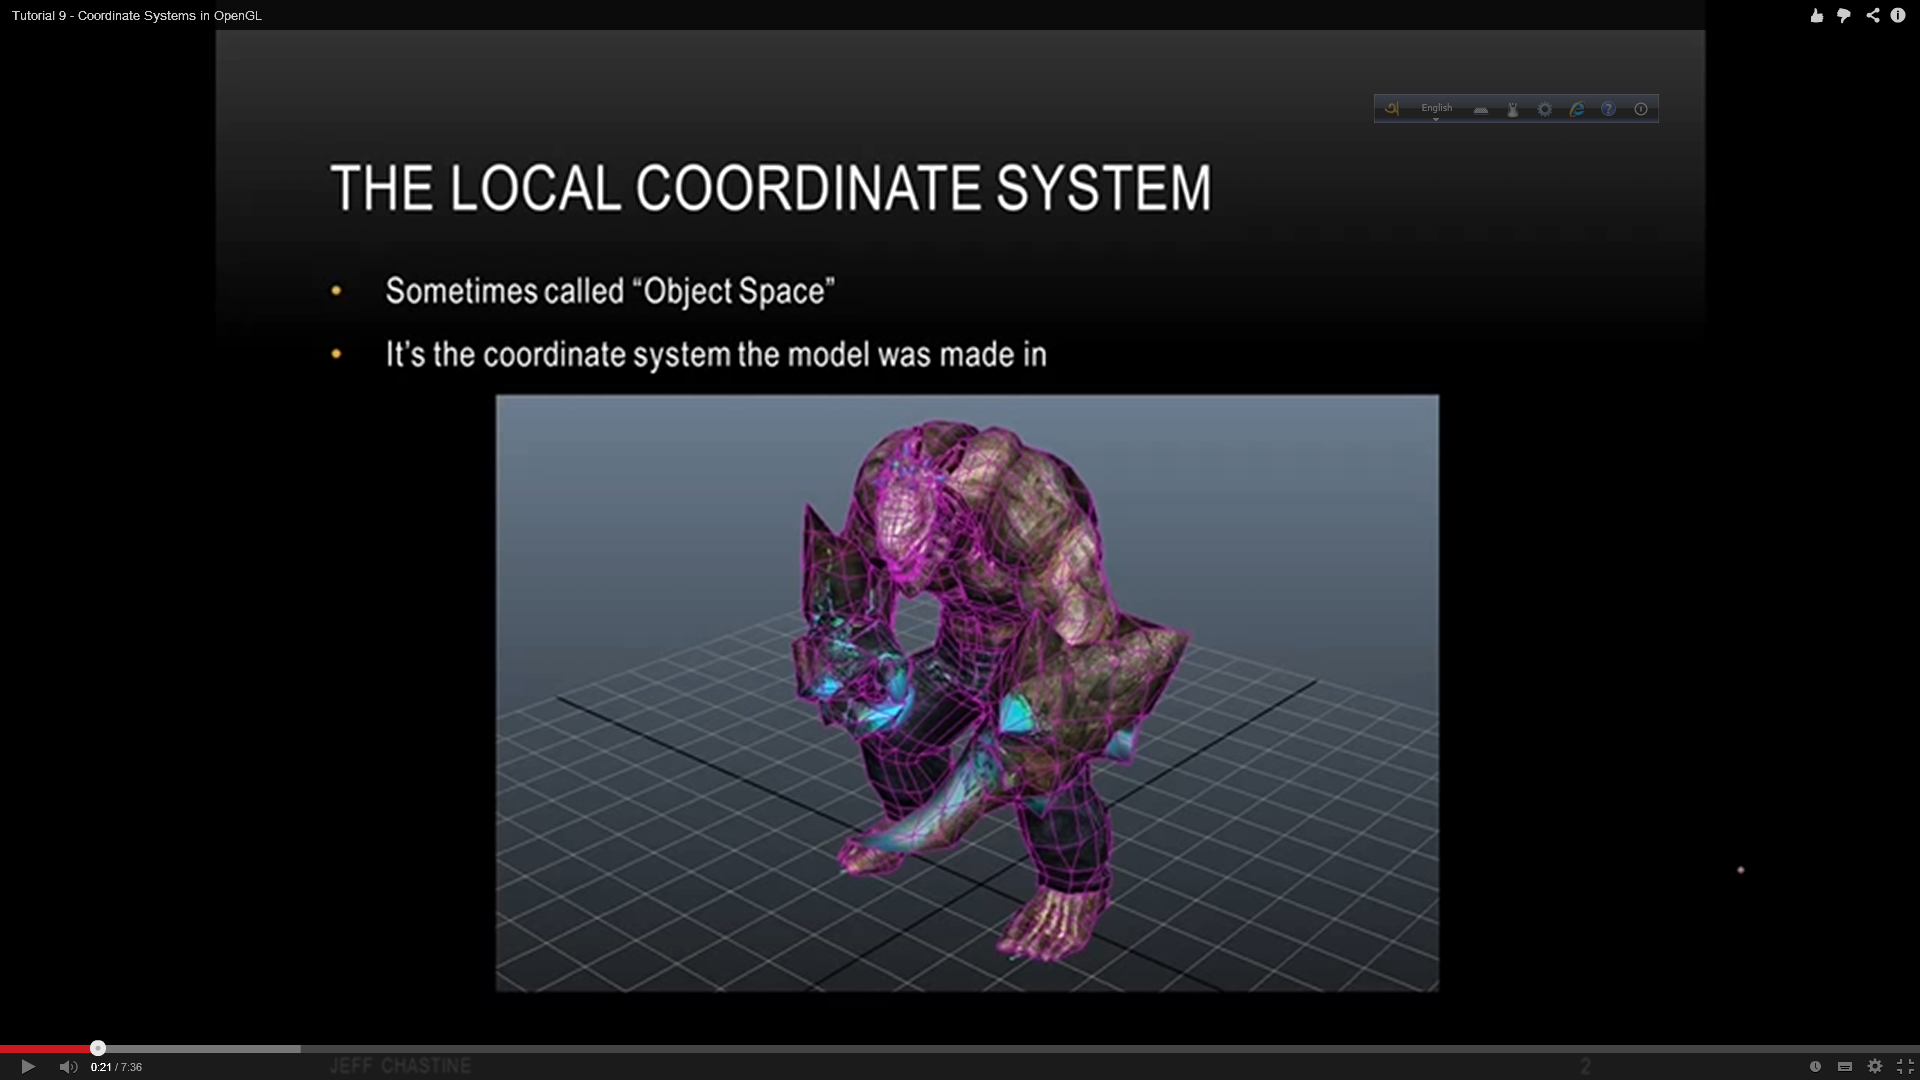 Tutorial 9 - Coordinate Systems in OpenGL
English
THE LOCAL COORDINATE SYSTEM
• Sometimes called “Object Space”
• It’s the coordinate system the model was made in
0:21 / 7:36
JEFF CHASTINE
2